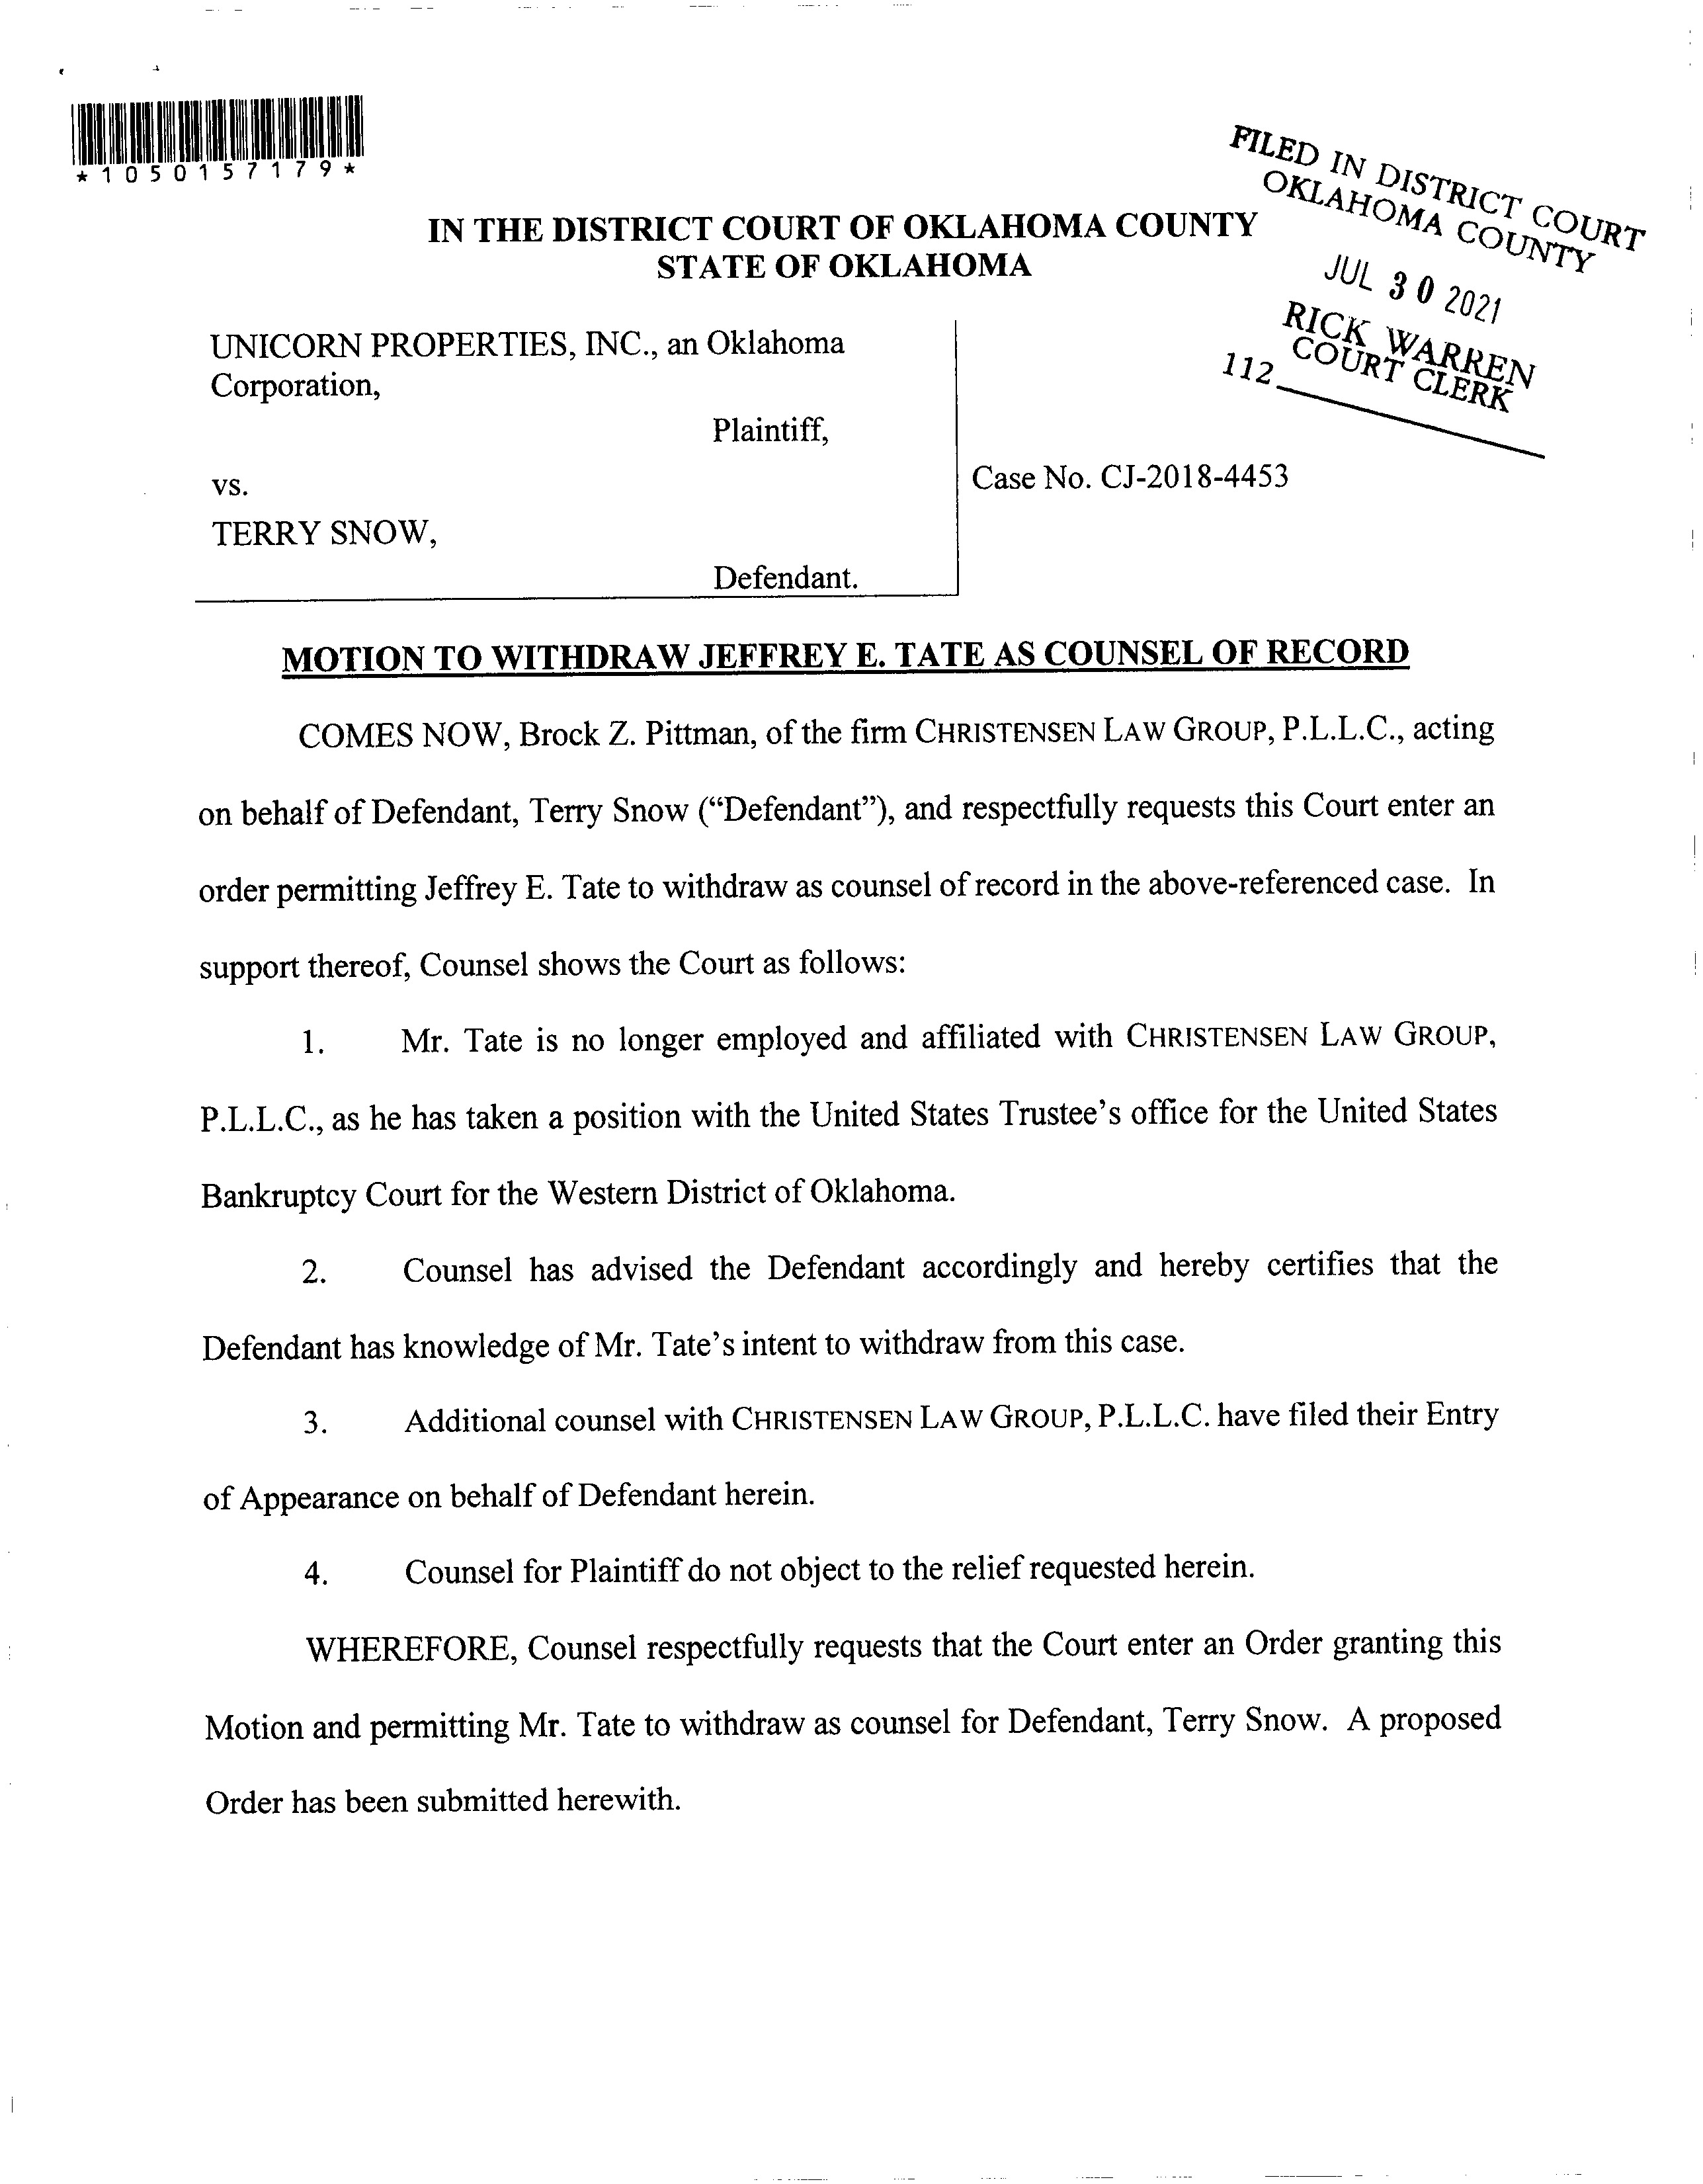 *1050157179*
FILED IN DISTRICT COURT
OKLAHOMA COUNTY
JUL 30 2021
RICK WARREN
COURT CLERK
112
IN THE DISTRICT COURT OF OKLAHOMA COUNTY
STATE OF OKLAHOMA
UNICORN PROPERTIES, INC., an Oklahoma
Corporation,
Plaintiff,
vs.
Case No. CJ-2018-4453
TERRY SNOW,
Defendant.
MOTION TO WITHDRAW JEFFREY E. TATE AS COUNSEL OF RECORD
COMES NOW, Brock Z. Pittman, of the firm CHRISTENSEN LAW GROUP, P.L.L.C., acting
on behalf of Defendant, Terry Snow (“Defendant”), and respectfully requests this Court enter an
order permitting Jeffrey E. Tate to withdraw as counsel of record in the above-referenced case. In
support thereof, Counsel shows the Court as follows:
1. Mr. Tate is no longer employed and affiliated with CHRISTENSEN LAW GROUP,
P.L.L.C., as he has taken a position with the United States Trustee’s office for the United States
Bankruptcy Court for the Western District of Oklahoma.
2. Counsel has advised the Defendant accordingly and hereby certifies that the
Defendant has knowledge of Mr. Tate’s intent to withdraw from this case.
3. Additional counsel with CHRISTENSEN LAW GROUP, P.L.L.C. have filed their Entry
of Appearance on behalf of Defendant herein.
4. Counsel for Plaintiff do not object to the relief requested herein.
WHEREFORE, Counsel respectfully requests that the Court enter an Order granting this
Motion and permitting Mr. Tate to withdraw as counsel for Defendant, Terry Snow. A proposed
Order has been submitted herewith.